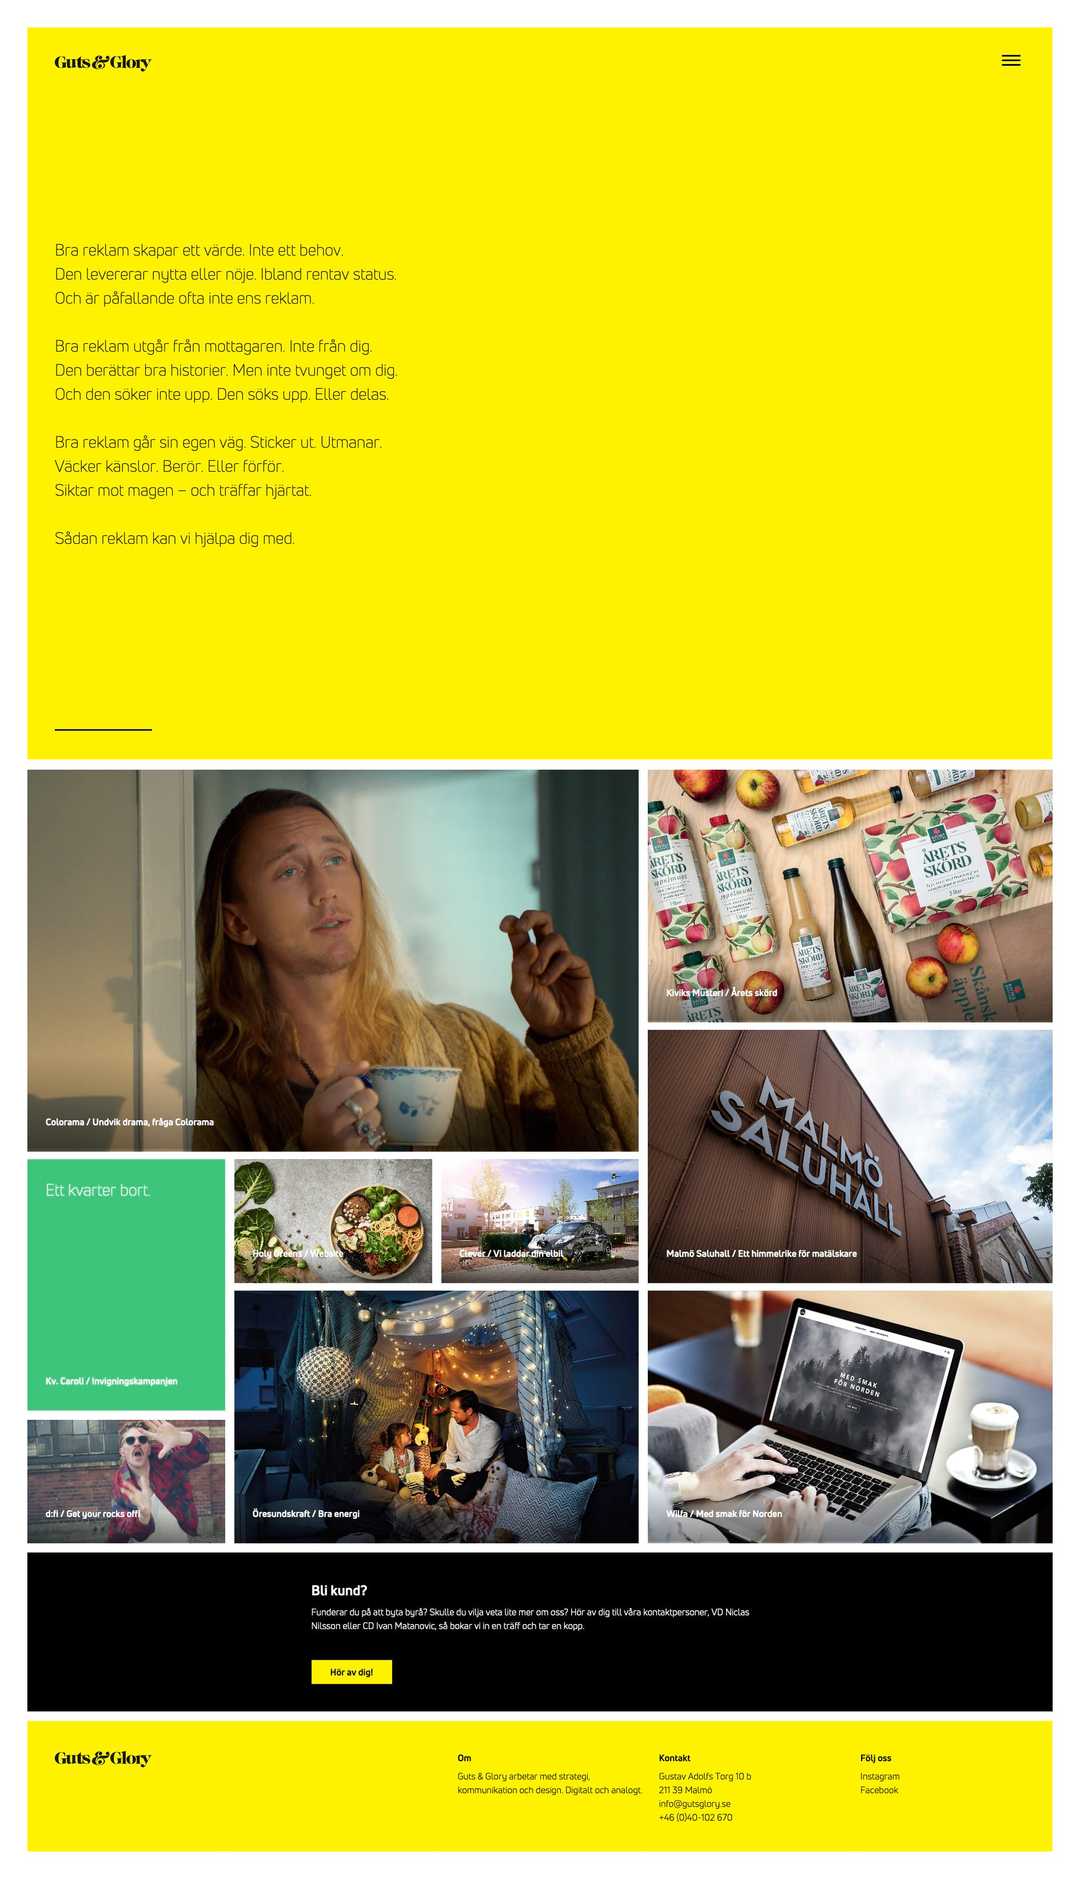 Guts & Glory
Bra reklam skapar ett värde. Inte ett behov.
Den levererar nytta eller nöje. Ibland rentav status.
Och är påfallande ofta inte ens reklam.
Bra reklam utgår från mottagaren. Inte från dig.
Den berättar bra historier. Men inte tvunget om dig.
Och den söker inte upp. Den söks upp. Eller delas.
Bra reklam går sin egen väg. Sticker ut. Utmanar.
Väcker känslor. Berör. Eller förför.
Siktar mot magen – och träffar hjärtat.
Sådan reklam kan vi hjälpa dig med.
Colorama / Undvik drama, fråga Colorama
ÅRETS
SKÖRD
ÅRETS
SKÖRD
ÅRETS
SKÖRD
ÅRETS
SKÖRD
ÅRETS
SKÖRD
ÅRETS
SKÖRD
Kiviks Musteri / Årets skörd
MALMÖ
SALUHALL
Malmö Saluhall / Ett himmelrike för matälskare
Ett kvarter bort.
Kv. Caroli / Invigningskampanjen
Holy Greens / Website
Clever / Vi laddar din elbil
d:fi / Get your rocks off!
Öresundskraft / Bra energi
MED SMAK
FÖR NORDEN
Wilfa / Med smak för Norden
Bli kund?
Funderar du på att byta byrå? Skulle du vilja veta lite mer om oss? Hör av dig till våra kontaktpersoner, VD Niclas
Nilsson eller CD Ivan Matanovic, så bokar vi in en träff och tar en kopp.
Hör av dig!
Guts & Glory
Om
Guts & Glory arbetar med strategi,
kommunikation och design. Digitalt och analogt.
Kontakt
Gustav Adolfs Torg 10 b
211 39 Malmö
info@gutsglory.se
+46 (0)40-102 670
Följ oss
Instagram
Facebook